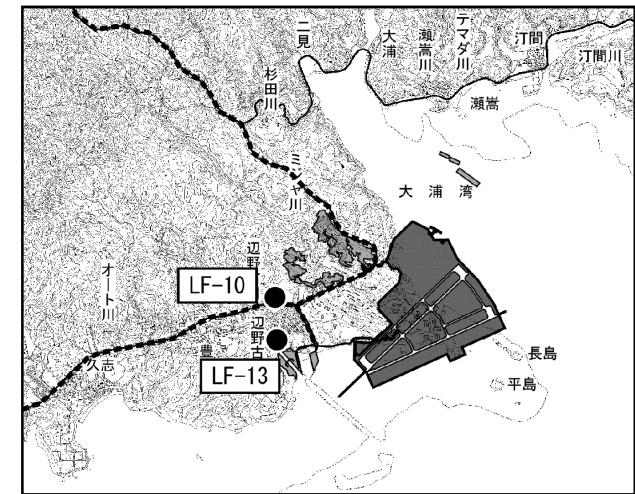 二見
大浦
瀬嵩川
テマダ川
汀間
汀間川
杉田川
瀬嵩
ミジャ川
大浦湾
辺野
LF-10
オート川
辺野古
豊
久志
LF-13
長島
平島